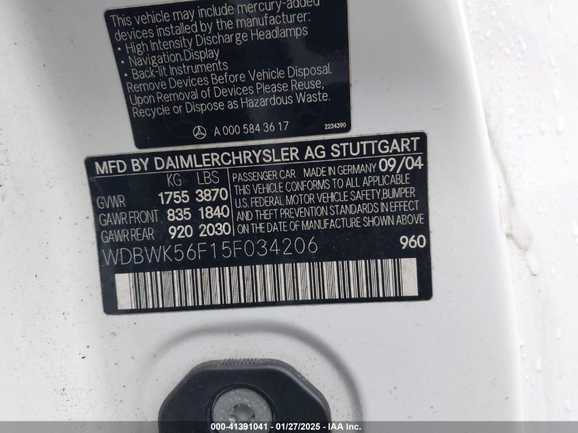 This vehicle may include mercury-added
devices installed by the manufacturer:
• High Intensity Discharge Headlamps
• Navigation Display
• Back-lit Instruments
Remove Devices Before Vehicle Disposal.
Upon Removal of Devices Please Reuse,
Recycle or Dispose as Hazardous Waste.
A 000 584 36 17
2234390
MFD BY DAIMLERCHRYSLER AG STUTTGART
KG LBS
GVWR 1755 3870
GAWR FRONT 835 1840
GAWR REAR 920 2030
PASSENGER CAR MADE IN GERMANY 09/04
THIS VEHICLE CONFORMS TO ALL APPLICABLE
U.S. FEDERAL MOTOR VEHICLE SAFETY,BUMPER
AND THEFT PREVENTION STANDARDS IN EFFECT
ON THE DATE OF MANUFACTURE SHOWN ABOVE
WDBWK56F15F034206
960
000-41391041 - 01/27/2025 - IAA Inc.